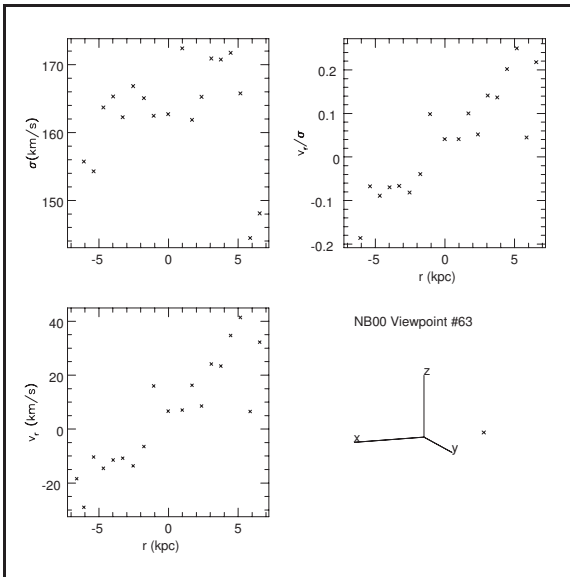 170
160
150
σ(km/s)
-5
0
5
0.2
0.1
0
-0.1
-0.2
v_r/σ
-5
0
5
r (kpc)
40
20
0
-20
v_r (km/s)
-5
0
5
r (kpc)
NB00 Viewpoint #63
z
x
y